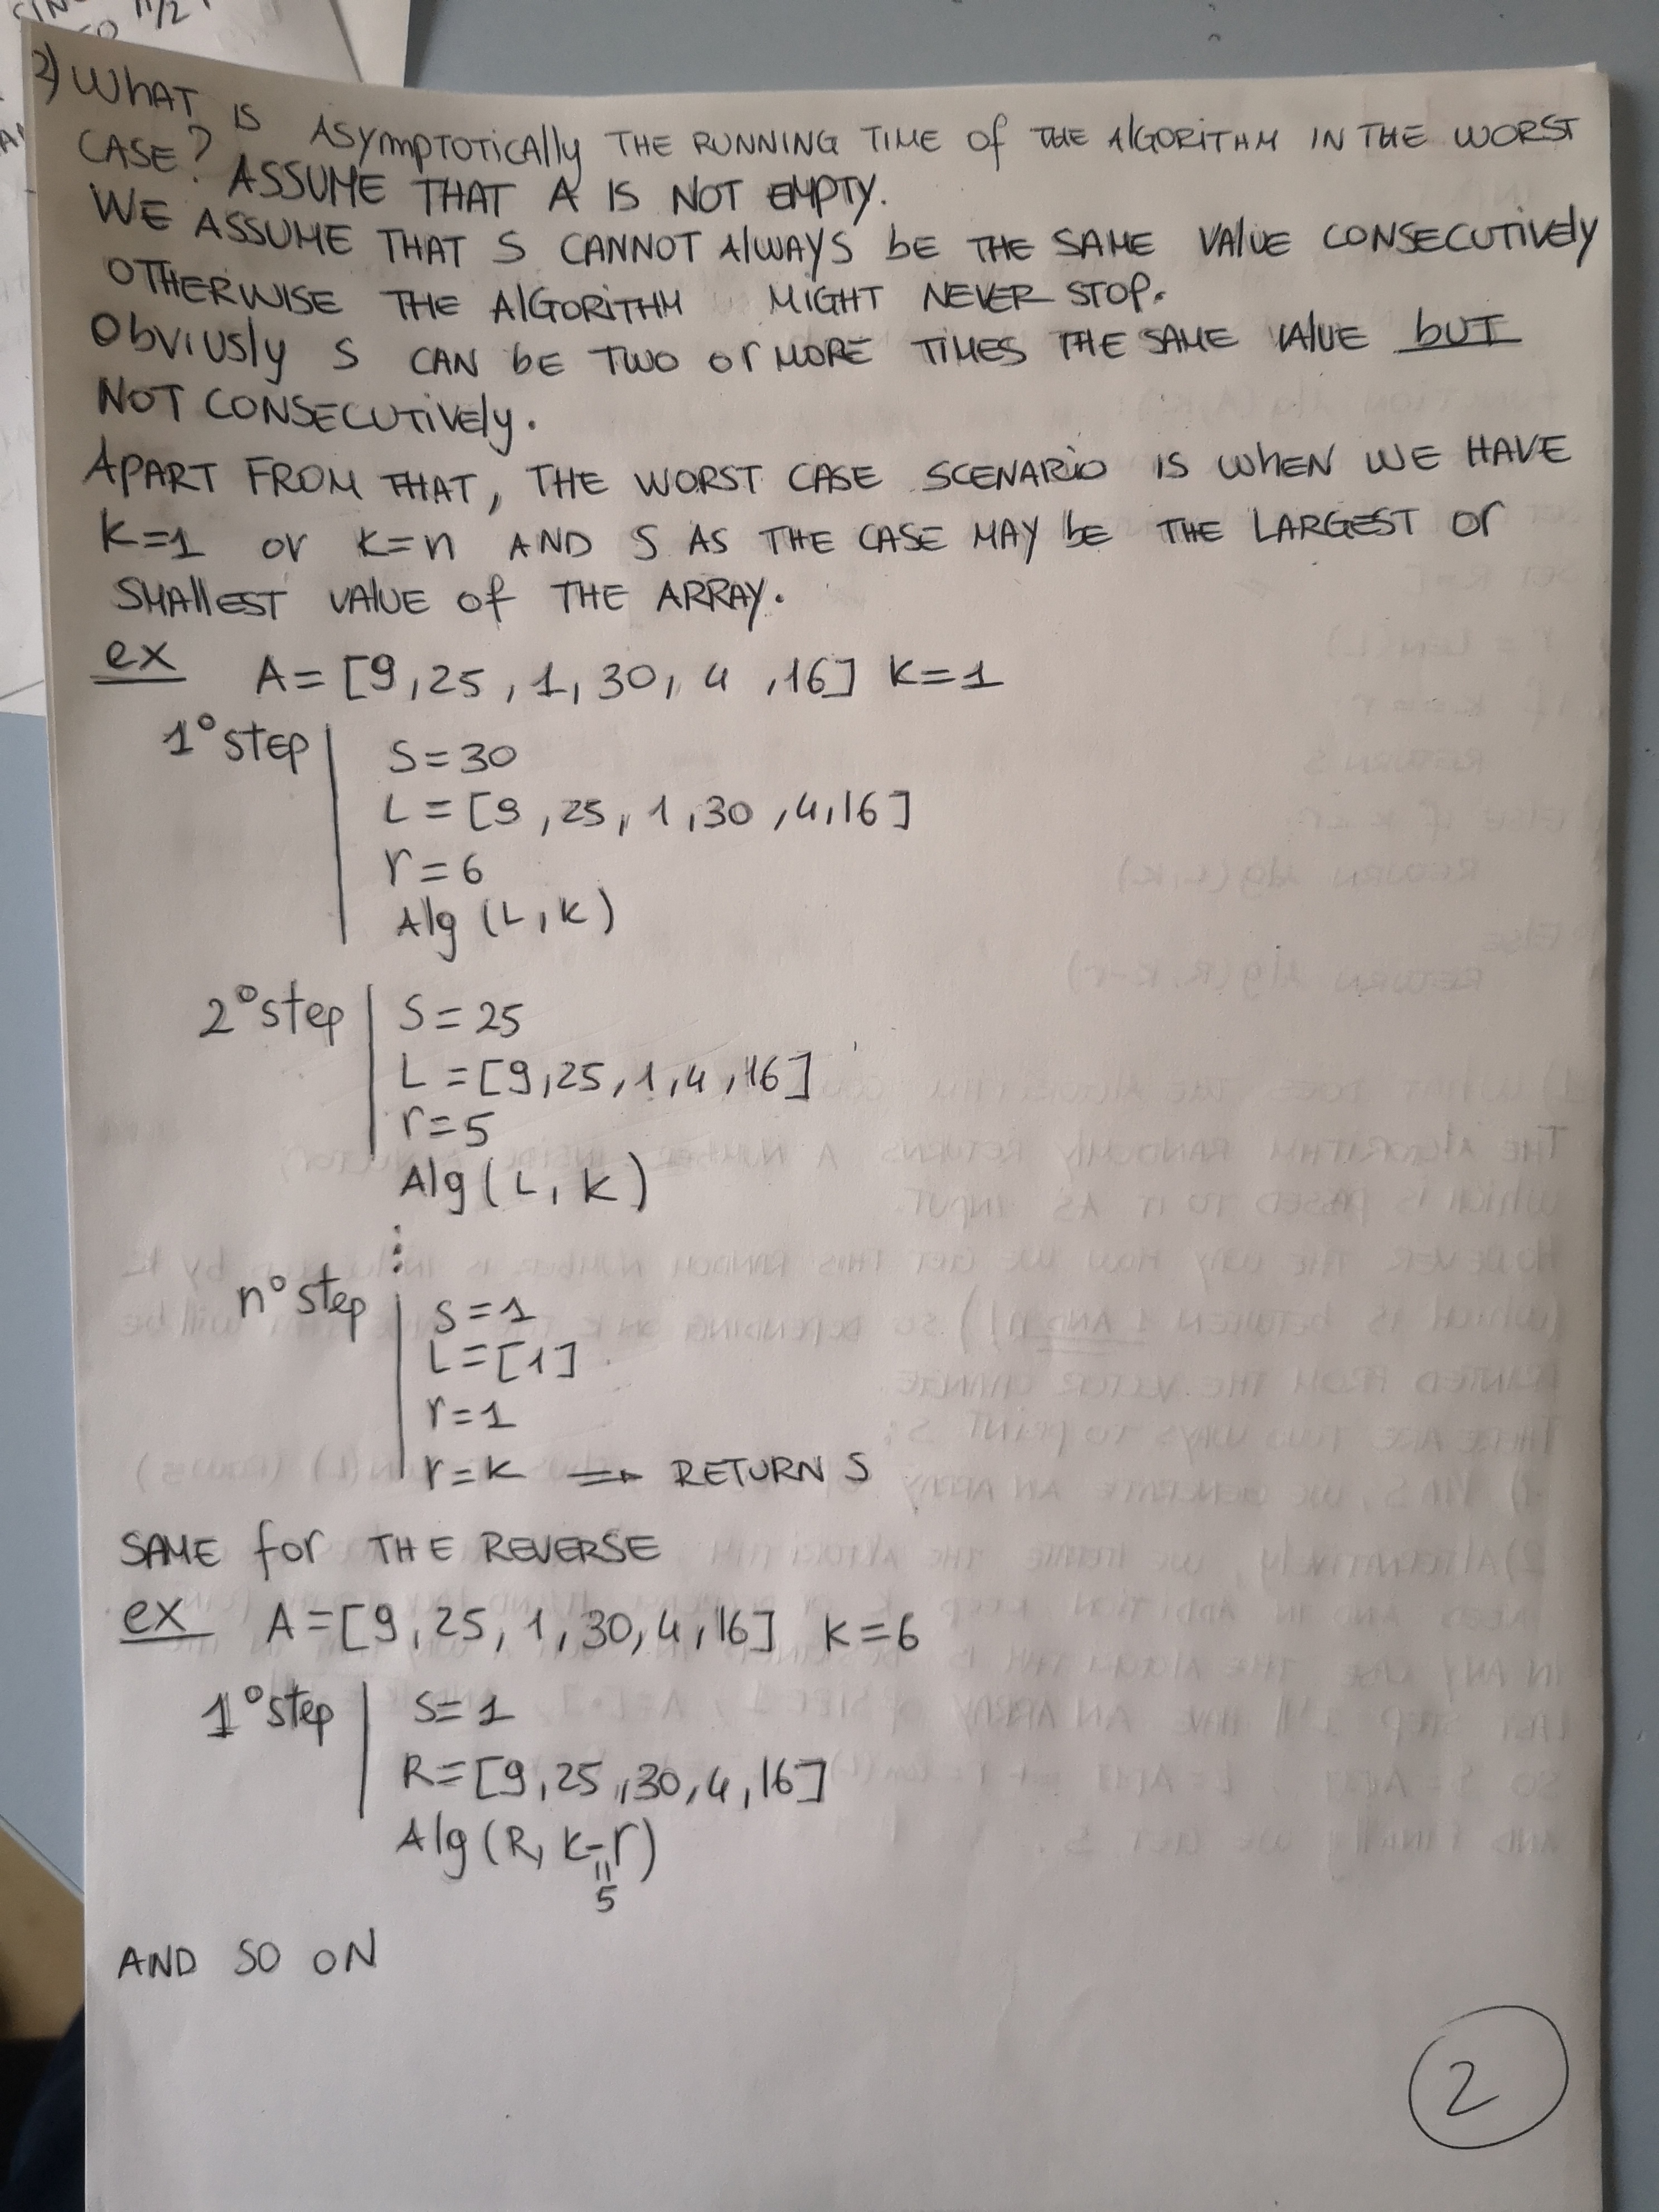 SIN
π/2
2) WHAT IS ASYMPTOTICALLY THE RUNNING TIME OF THE ALGORITHM IN THE WORST
CASE? ASSUME THAT A IS NOT EMPTY.
WE ASSUME THAT S CANNOT ALWAYS BE THE SAME VALUE CONSECUTIVELY
OTHERWISE THE ALGORITHM MIGHT NEVER STOP.
OBVIUSLY S CAN BE TWO OR MORE TIMES THE SAME VALUE BUT
NOT CONSECUTIVELY.
APART FROM THAT, THE WORST CASE SCENARIO IS WHEN WE HAVE
K=1 or K=n AND S AS THE CASE MAY BE THE LARGEST OR
SMALLEST VALUE OF THE ARRAY.
ex A=[9,25,1,30,4,16] K=1
1° STEP S=30
L=[9,25,1,30,4,16]
r=6
Alg(L,K)
2° step S=25
L=[9,25,1,4,16]
r=5
Alg(L,K)
⋮
n° step S=1
L=[1]
r=1
r=K ⇒ RETURN S
SAME for THE REVERSE
ex A=[9,25,1,30,4,16] K=6
1° step S=1
R=[9,25,30,4,16]
Alg(R,K-r)
=
5
AND SO ON
2